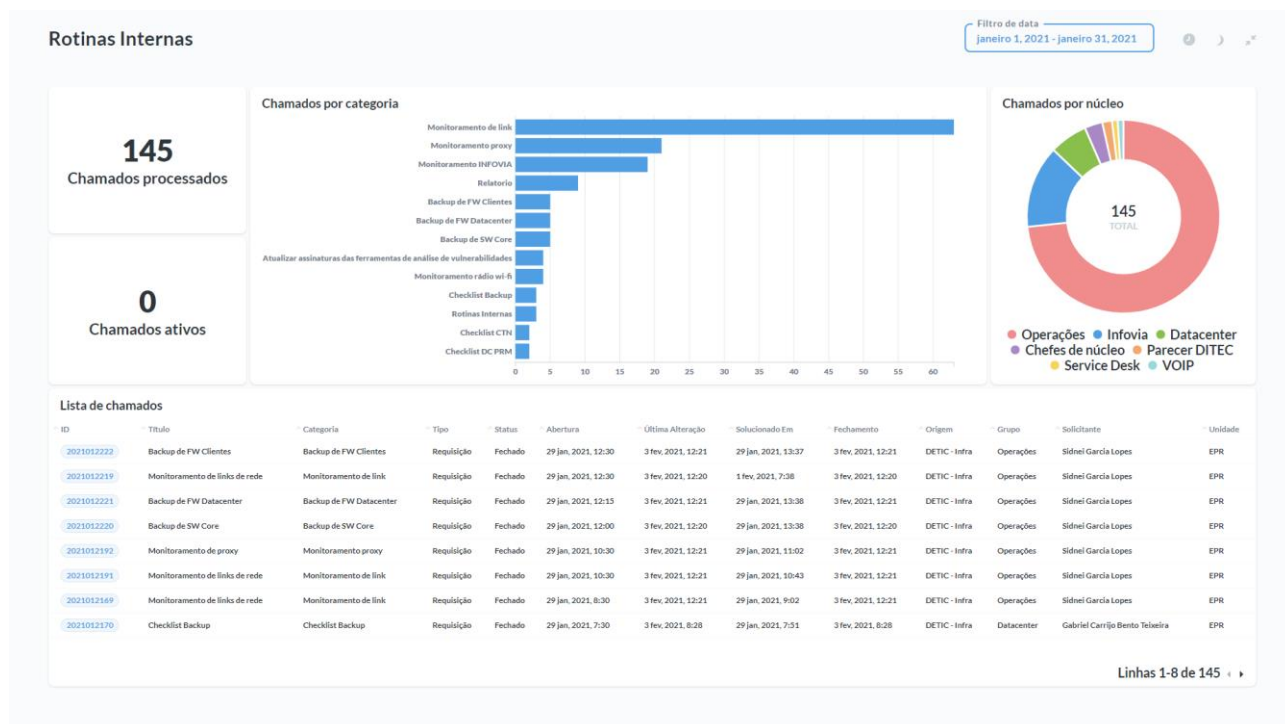 Rotinas Internas
Filtro de data
janeiro 1, 2021 - janeiro 31, 2021
145
Chamados processados
0
Chamados ativos
Chamados por categoria
Monitoramento de link
Monitoramento proxy
Monitoramento INFOVIA
Relatorio
Backup de FW Clientes
Backup de FW Datacenter
Backup de SW Core
Atualizar assinaturas das ferramentas de análise de vulnerabilidades
Monitoramento rádio wi-fi
Checklist Backup
Rotinas Internas
Checklist CTN
Checklist DC PRM
0 5 10 15 20 25 30 35 40 45 50 55 60
Chamados por núcleo
145
TOTAL
Operações Infovia Datacenter
Chefes de núcleo Parecer DITEC
Service Desk VOIP
Lista de chamados
ID Título Categoria Tipo Status Abertura Última Alteração Solucionado Em Fechamento Origem Grupo Solicitante Unidade
2021012222 Backup de FW Clientes Backup de FW Clientes Requisição Fechado 29 jan, 2021, 12:30 3 fev, 2021, 12:21 29 jan, 2021, 13:37 3 fev, 2021, 12:21 DETIC - Infra Operações Sidnei Garcia Lopes EPR
2021012219 Monitoramento de links de rede Monitoramento de link Requisição Fechado 29 jan, 2021, 12:30 3 fev, 2021, 12:20 1 fev, 2021, 7:38 3 fev, 2021, 12:20 DETIC - Infra Operações Sidnei Garcia Lopes EPR
2021012221 Backup de FW Datacenter Backup de FW Datacenter Requisição Fechado 29 jan, 2021, 12:15 3 fev, 2021, 12:21 29 jan, 2021, 13:38 3 fev, 2021, 12:21 DETIC - Infra Operações Sidnei Garcia Lopes EPR
2021012220 Backup de SW Core Backup de SW Core Requisição Fechado 29 jan, 2021, 12:00 3 fev, 2021, 12:20 29 jan, 2021, 13:38 3 fev, 2021, 12:20 DETIC - Infra Operações Sidnei Garcia Lopes EPR
2021012192 Monitoramento de proxy Monitoramento proxy Requisição Fechado 29 jan, 2021, 10:30 3 fev, 2021, 12:21 29 jan, 2021, 11:02 3 fev, 2021, 12:21 DETIC - Infra Operações Sidnei Garcia Lopes EPR
2021012191 Monitoramento de links de rede Monitoramento de link Requisição Fechado 29 jan, 2021, 10:30 3 fev, 2021, 12:21 29 jan, 2021, 10:43 3 fev, 2021, 12:21 DETIC - Infra Operações Sidnei Garcia Lopes EPR
2021012169 Monitoramento de links de rede Monitoramento de link Requisição Fechado 29 jan, 2021, 8:30 3 fev, 2021, 12:21 29 jan, 2021, 9:02 3 fev, 2021, 12:21 DETIC - Infra Operações Sidnei Garcia Lopes EPR
2021012170 Checklist Backup Checklist Backup Requisição Fechado 29 jan, 2021, 7:30 3 fev, 2021, 8:28 29 jan, 2021, 7:51 3 fev, 2021, 8:28 DETIC - Infra Datacenter Gabriel Carrijo Bento Teixeira EPR
Linhas 1-8 de 145